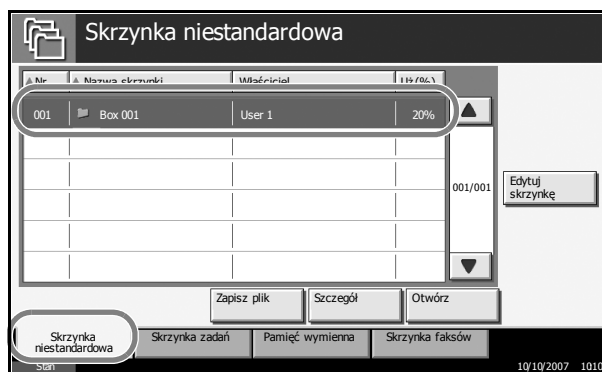 Skrzynka niestandardowa
Nr Nazwa skrzynki Właściciel Uż(%)
001 Box 001 User 1 20%
001/001
Edytuj
skrzynkę
Zapisz plik Szczegół Otwórz
Skrzynka
niestandardowa
Skrzynka zadań Pamięć wymienna Skrzynka faksów
Stan 10/10/2007 1010